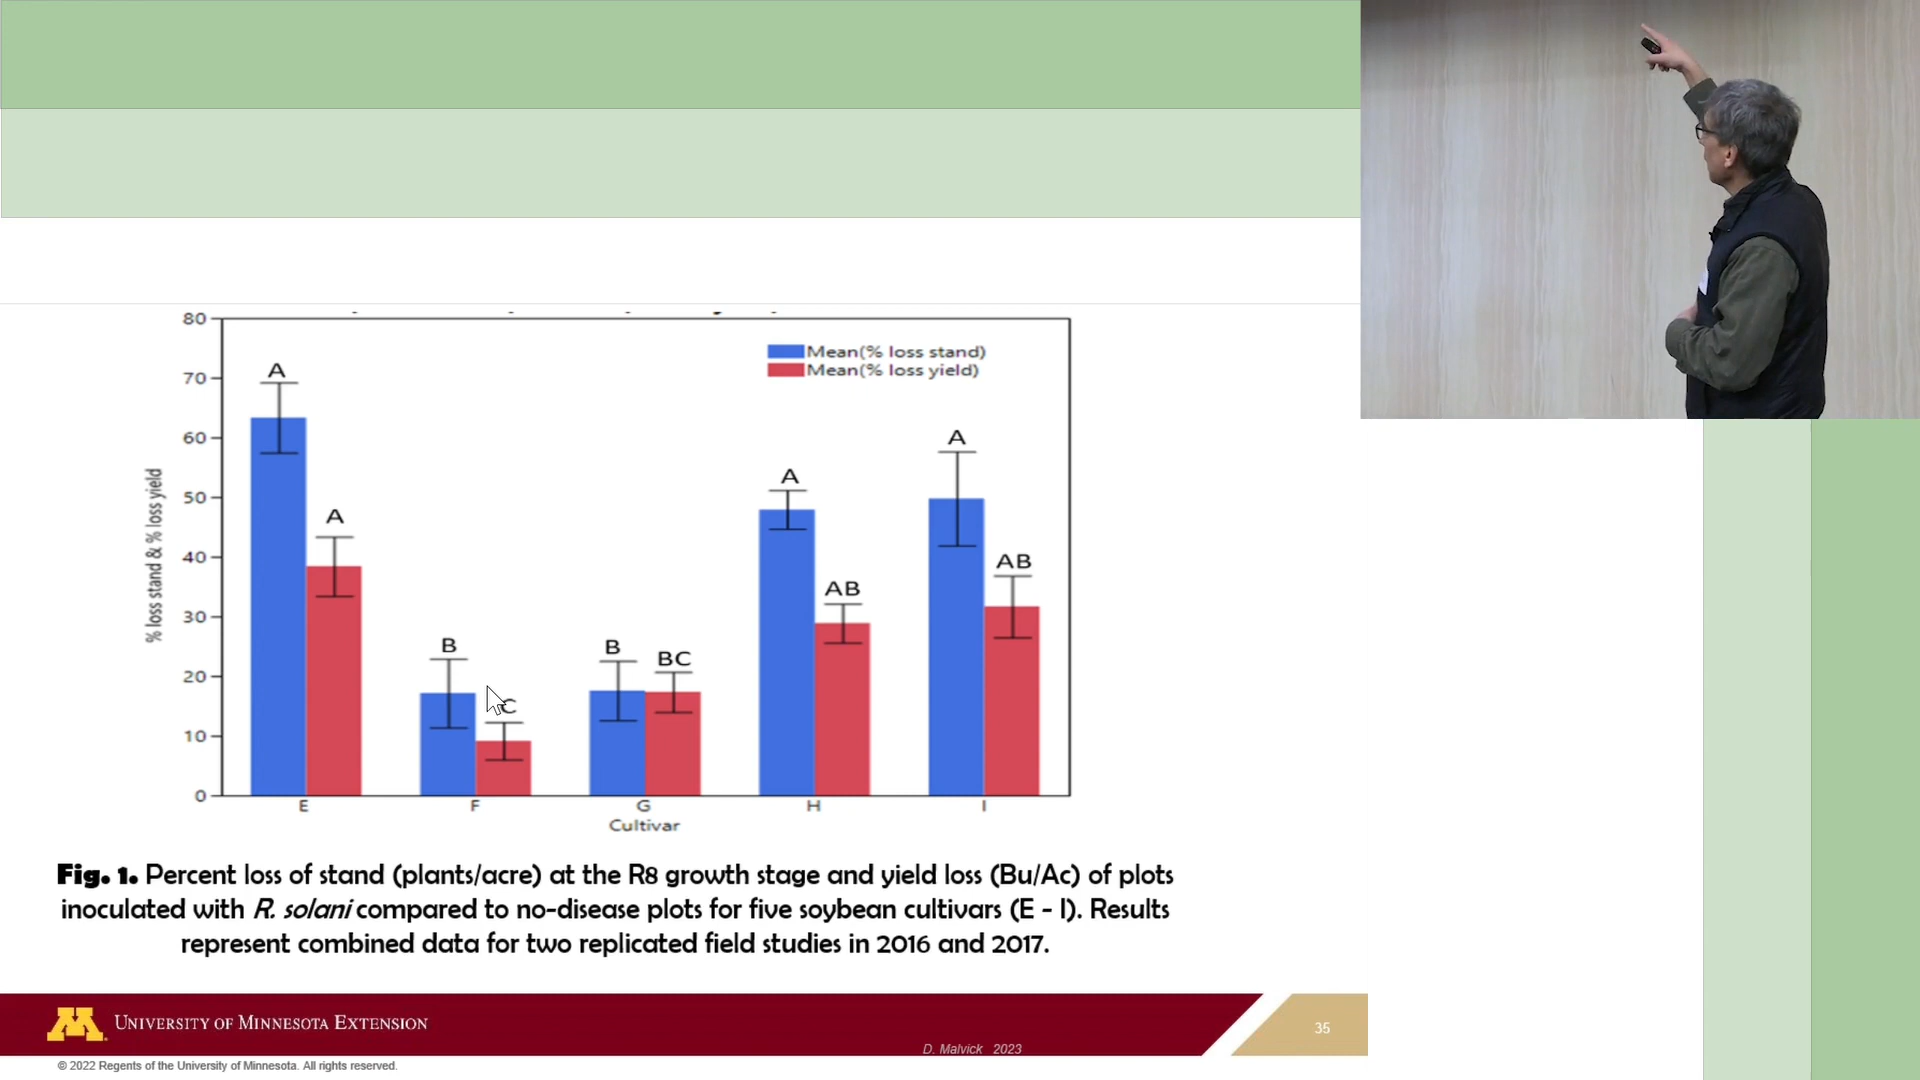 80
Mean(% loss stand)
Mean(% loss yield)
70
60
50
40
30
20
10
0
% loss stand & % loss yield
A
A
B
C
B
BC
A
AB
A
AB
E F G H I
Cultivar
Fig. 1. Percent loss of stand (plants/acre) at the R8 growth stage and yield loss (Bu/Ac) of plots
inoculated with R. solani compared to no-disease plots for five soybean cultivars (E - I). Results
represent combined data for two replicated field studies in 2016 and 2017.
UNIVERSITY OF MINNESOTA EXTENSION
35
D. Malvick 2023
© 2022 Regents of the University of Minnesota. All rights reserved.